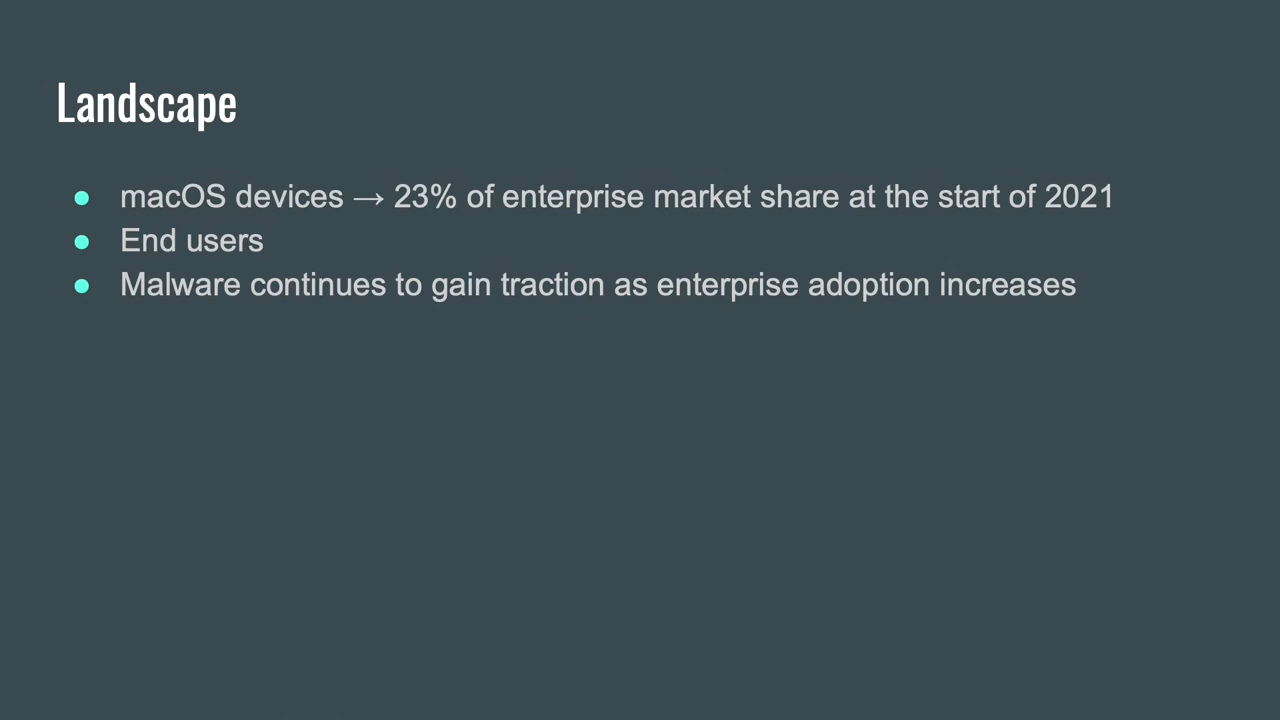 Landscape
● macOS devices → 23% of enterprise market share at the start of 2021
● End users
● Malware continues to gain traction as enterprise adoption increases